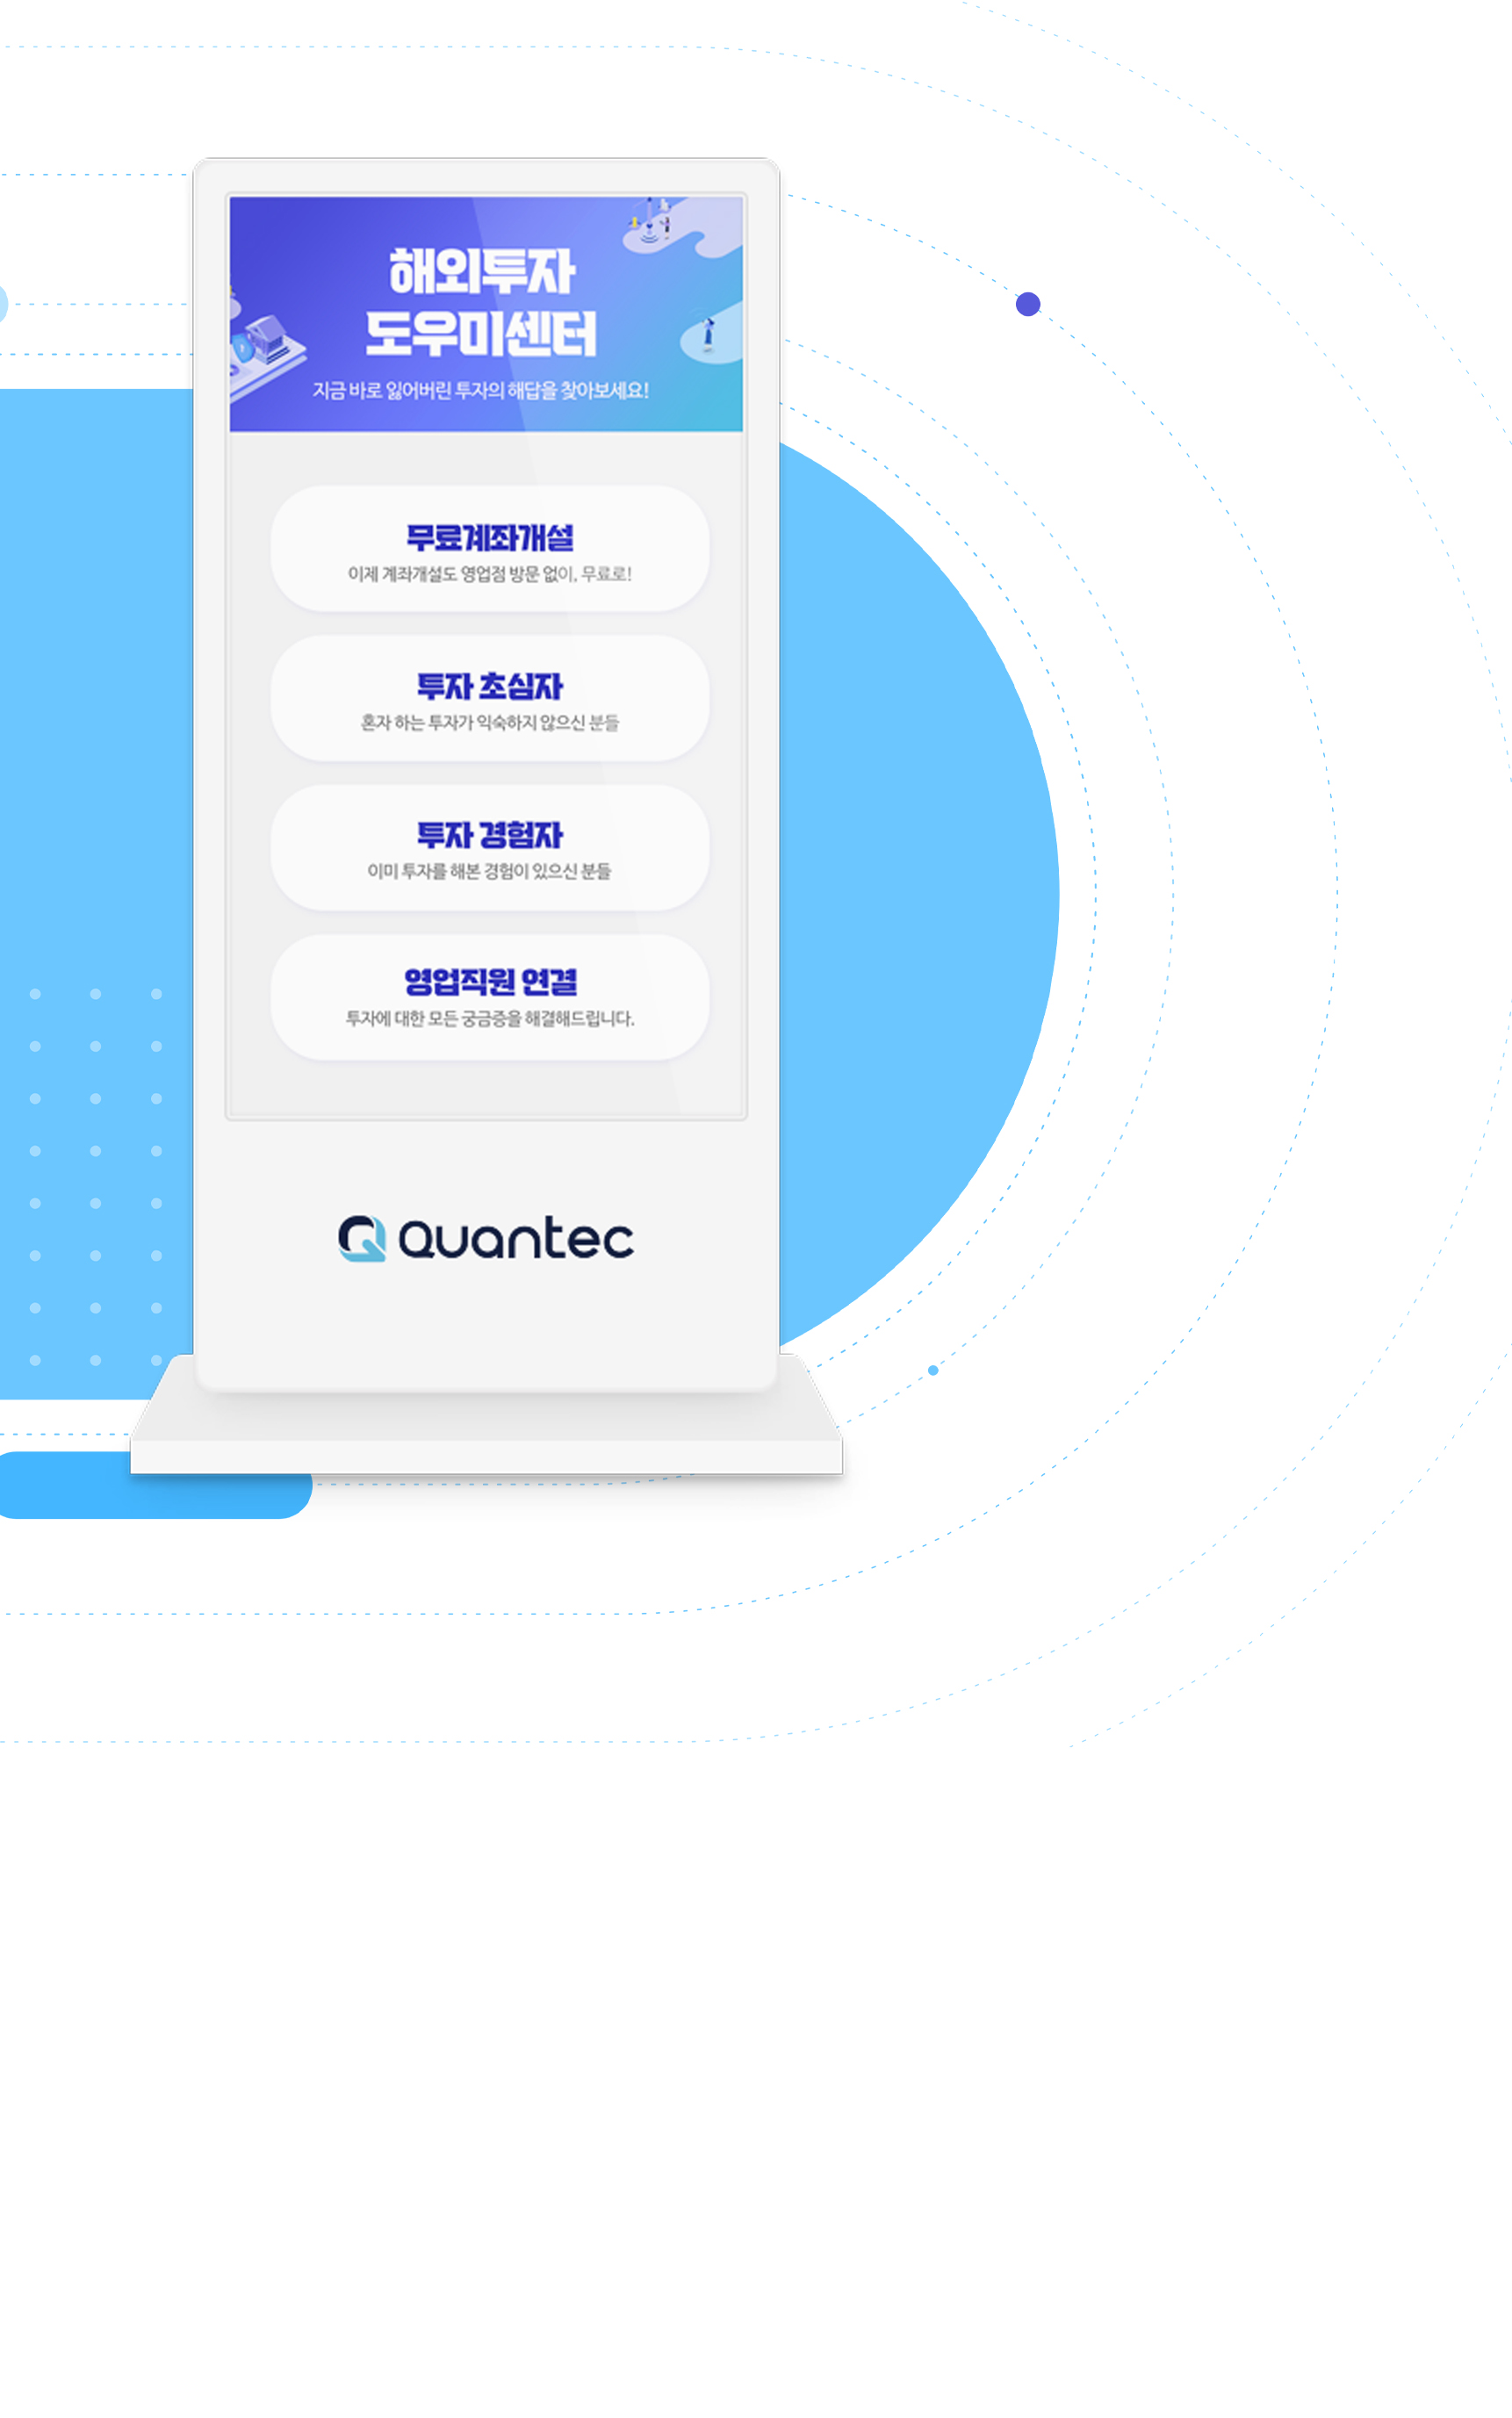 해외투자
도우미센터
지금 바로 잃어버린 투자의 해답을 찾아보세요!
무료계좌개설
이제 계좌개설도 영업점 방문 없이, 무료로!
투자 초심자
혼자 하는 투자가 익숙하지 않으신 분들
투자 경험자
이미 투자를 해본 경험이 있으신 분들
영업직원 연결
투자에 대한 모든 궁금증을 해결해드립니다.
Quantec